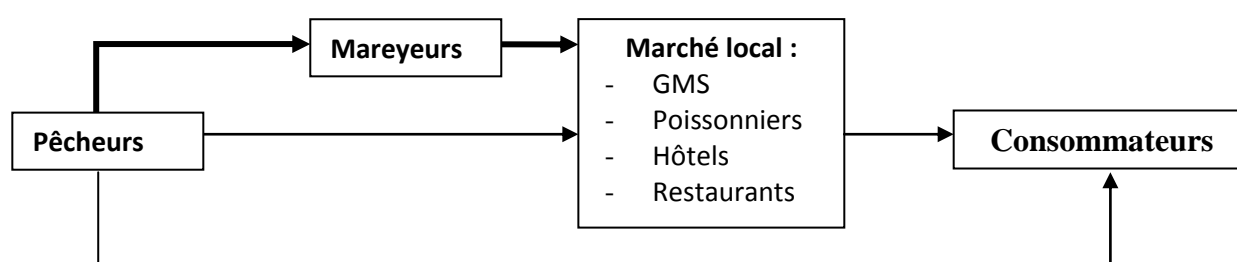 Mareyeurs
Pêcheurs
Marché local :
- GMS
- Poissonniers
- Hôtels
- Restaurants
Consommateurs